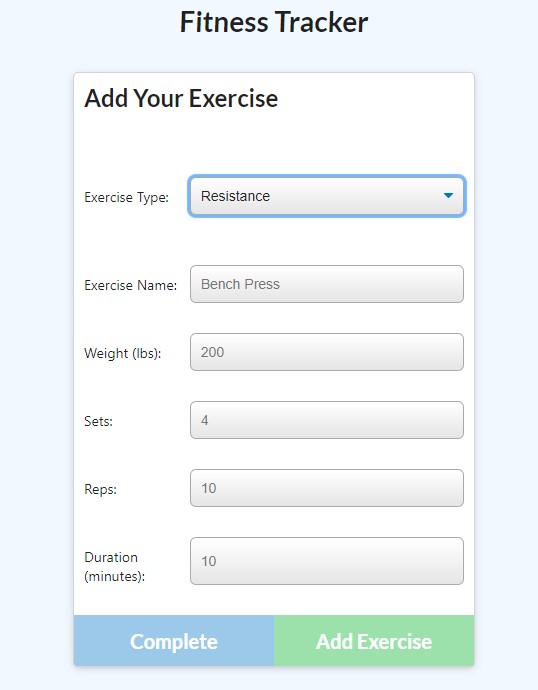 Fitness Tracker
Add Your Exercise
Exercise Type: Resistance
Exercise Name: Bench Press
Weight (lbs): 200
Sets: 4
Reps: 10
Duration
(minutes): 10
Complete Add Exercise